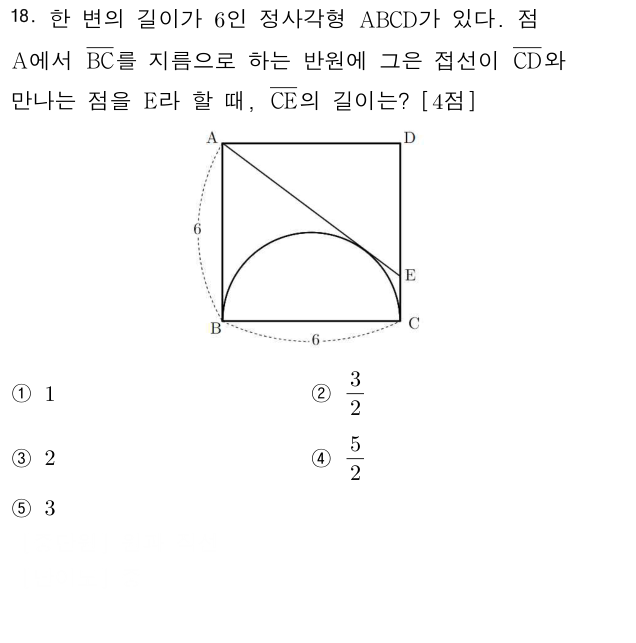 18. 한 변의 길이가 6인 정사각형 ABCD가 있다. 점
A에서 BC를 지름으로 하는 반원에 그은 접선이 CD와
만나는 점을 E라 할 때, CE의 길이는? [4점]
A
D
6
E
B
C
6
① 1
② 3/2
③ 2
④ 5/2
⑤ 3